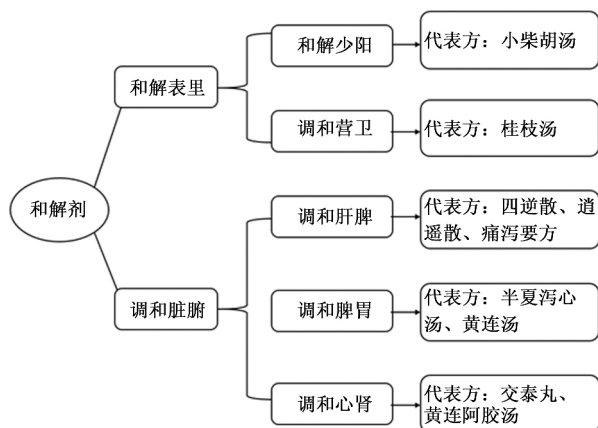 和解少阳
代表方：小柴胡汤
和解表里
调和营卫
代表方：桂枝汤
和解剂
调和肝脾
代表方：四逆散、逍
遥散、痛泻要方
调和脏腑
调和脾胃
代表方：半夏泻心
汤、黄连汤
调和心肾
代表方：交泰丸、
黄连阿胶汤